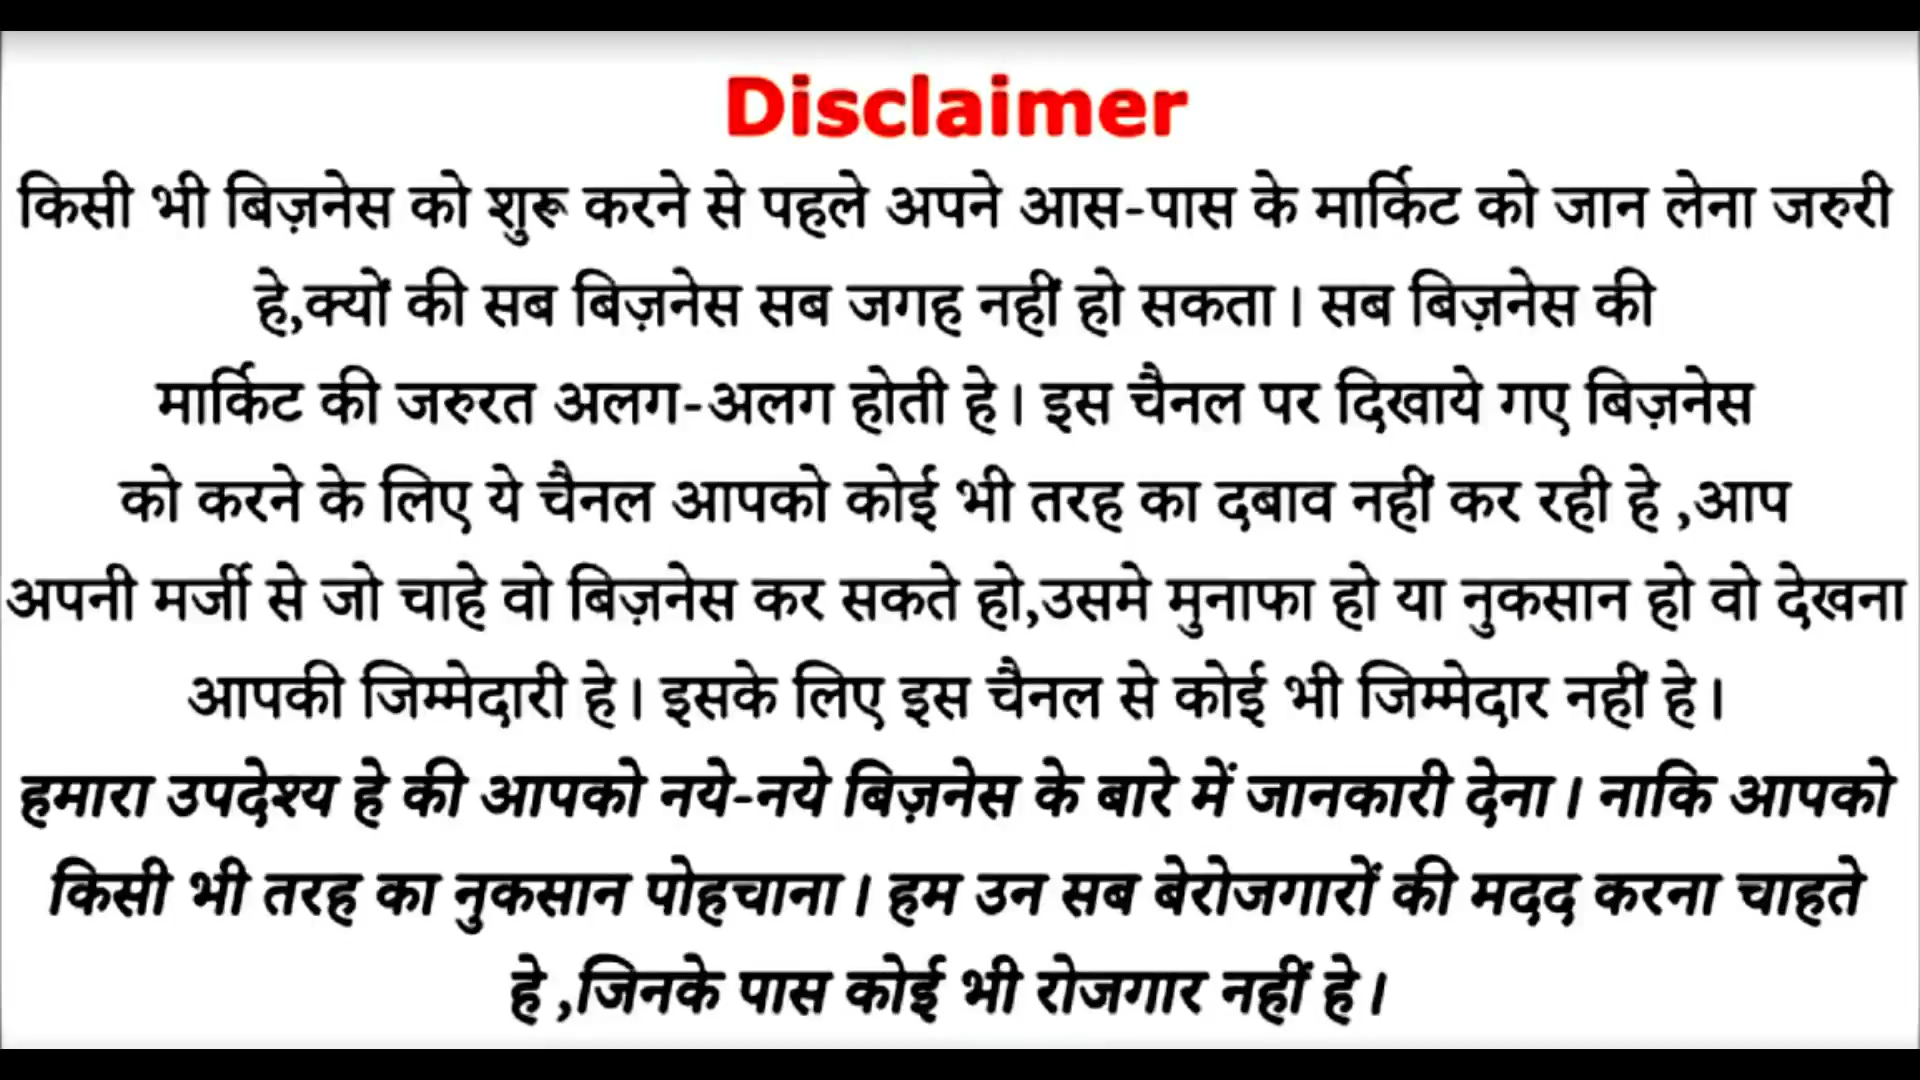 Disclaimer
किसी भी बिज़नेस को शुरू करने से पहले अपने आस-पास के मार्किट को जान लेना जरुरी
हे,क्यों की सब बिज़नेस सब जगह नहीं हो सकता । सब बिज़नेस की
मार्किट की जरुरत अलग-अलग होती हे । इस चैनल पर दिखाये गए बिज़नेस
को करने के लिए ये चैनल आपको कोई भी तरह का दबाव नहीं कर रही हे ,आप
अपनी मर्जी से जो चाहे वो बिज़नेस कर सकते हो,उसमे मुनाफा हो या नुकसान हो वो देखना
आपकी जिम्मेदारी हे । इसके लिए इस चैनल से कोई भी जिम्मेदार नहीं हे ।
हमारा उपदेश्य हे की आपको नये-नये बिज़नेस के बारे में जानकारी देना । नाकि आपको
किसी भी तरह का नुकसान पोहचाना । हम उन सब बेरोजगारों की मदद करना चाहते
हे ,जिनके पास कोई भी रोजगार नहीं हे ।